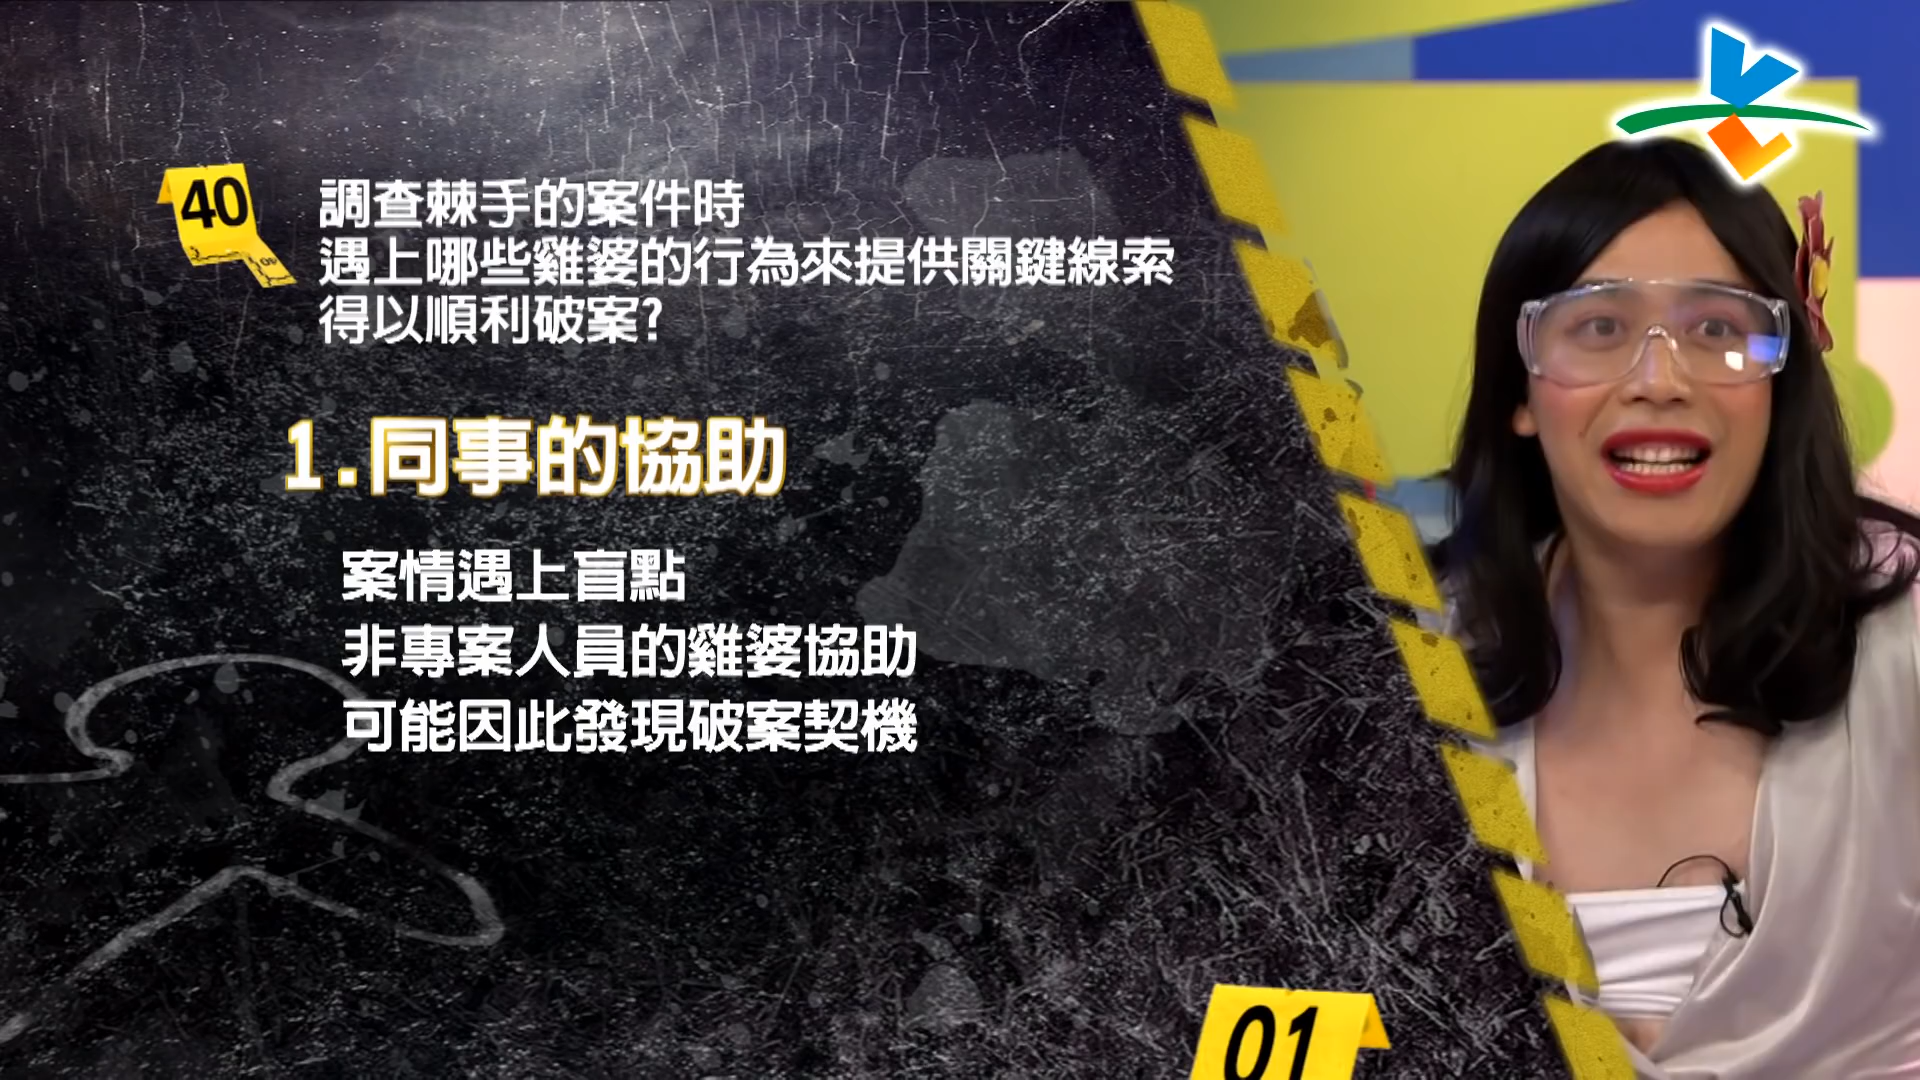 40
調查棘手的案件時
遇上哪些雞婆的行為來提供關鍵線索
得以順利破案?
1.同事的協助
案情遇上盲點
非專案人員的雞婆協助
可能因此發現破案契機
01